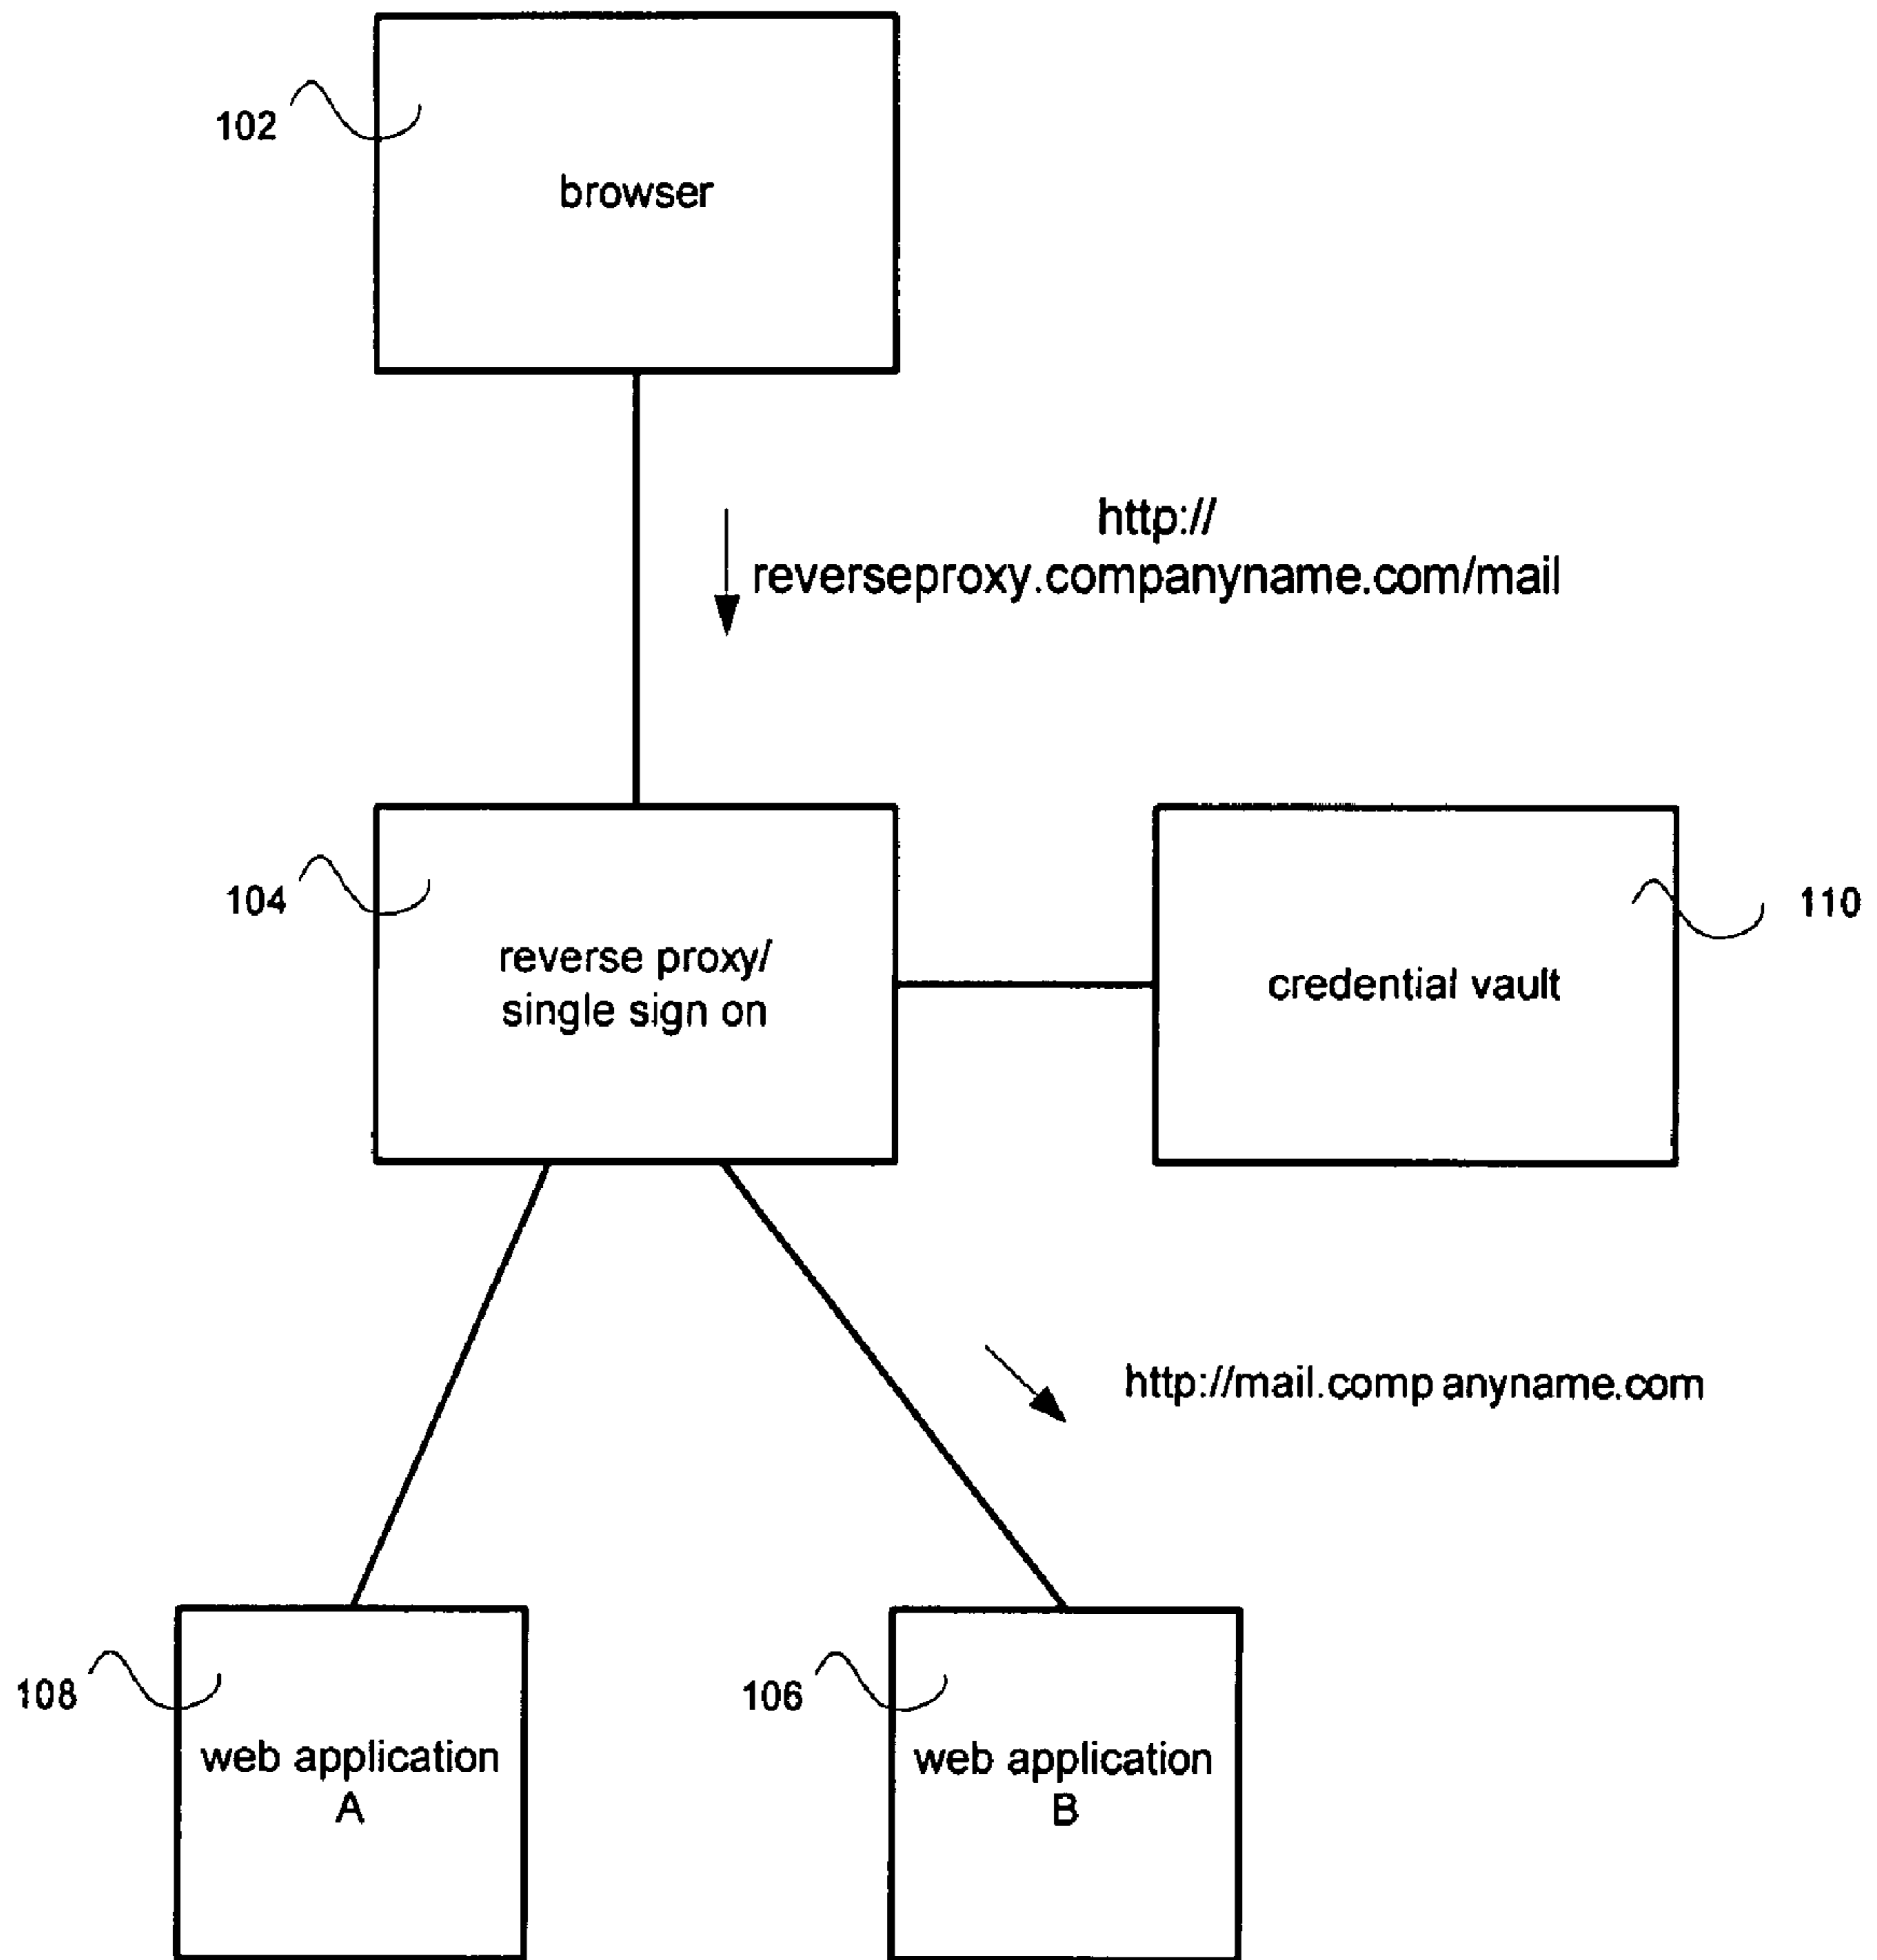 102
browser
http://
reverseproxy.companyname.com/mail
104
reverse proxy/
single sign on
credential vault
110
http://mail.comp anyname.com
108
web application
A
106
web application
B